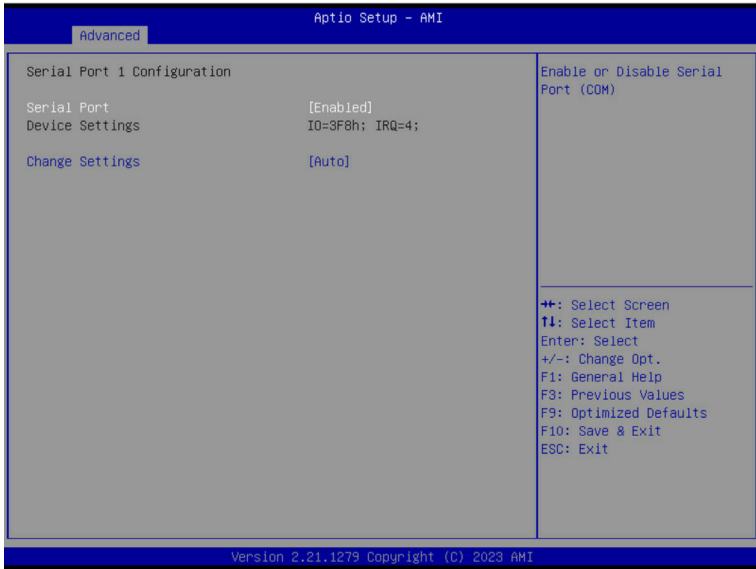 Aptio Setup – AMI
Advanced
Serial Port 1 Configuration
Serial Port [Enabled]
Device Settings IO=3F8h; IRQ=4;
Change Settings [Auto]
Enable or Disable Serial
Port (COM)
→←: Select Screen
↑↓: Select Item
Enter: Select
+/-: Change Opt.
F1: General Help
F3: Previous Values
F9: Optimized Defaults
F10: Save & Exit
ESC: Exit
Version 2.21.1279 Copyright (C) 2023 AMI